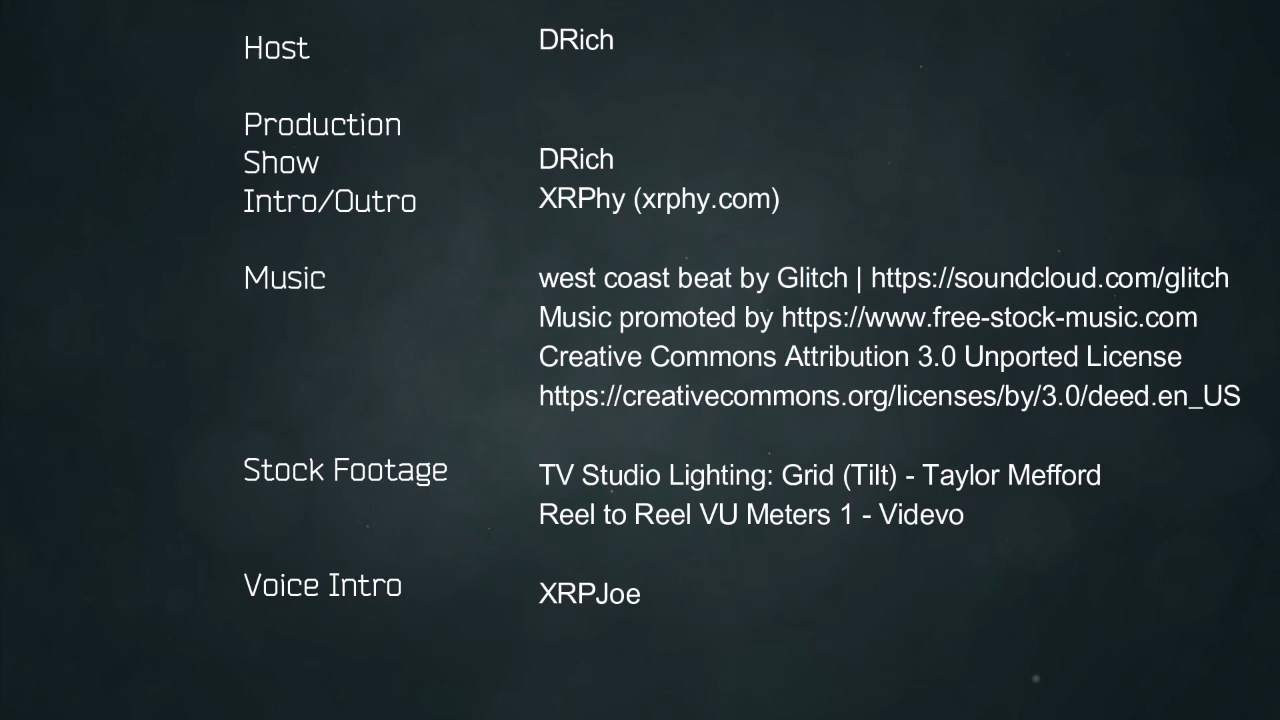 Host DRich
Production
Show DRich
Intro/Outro XRPhy (xrphy.com)
Music west coast beat by Glitch | https://soundcloud.com/glitch
Music promoted by https://www.free-stock-music.com
Creative Commons Attribution 3.0 Unported License
https://creativecommons.org/licenses/by/3.0/deed.en_US
Stock Footage TV Studio Lighting: Grid (Tilt) - Taylor Mefford
Reel to Reel VU Meters 1 - Videvo
Voice Intro XRPJoe